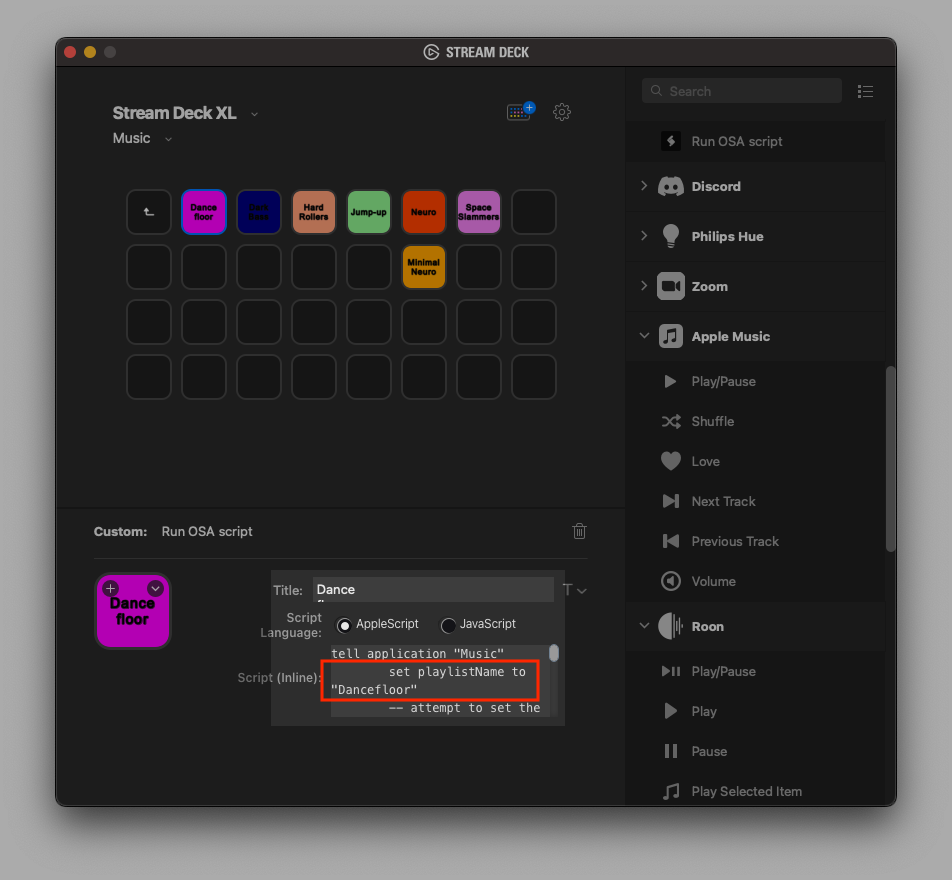 STREAM DECK
Stream Deck XL
Music
Search
Run OSA script
Discord
Philips Hue
Zoom
Apple Music
Play/Pause
Shuffle
Love
Next Track
Previous Track
Volume
Roon
Play/Pause
Play
Pause
Play Selected Item
Dance
floor
Hard
Rollers
Jump-up
Neuro
Space
Slammers
Minimal
Neuro
Custom: Run OSA script
Dance
floor
Title: Dance
Script
Language:
AppleScript
JavaScript
Script (Inline):
tell application "Music"
set playlistName to
"Dancefloor"
-- attempt to set the
T